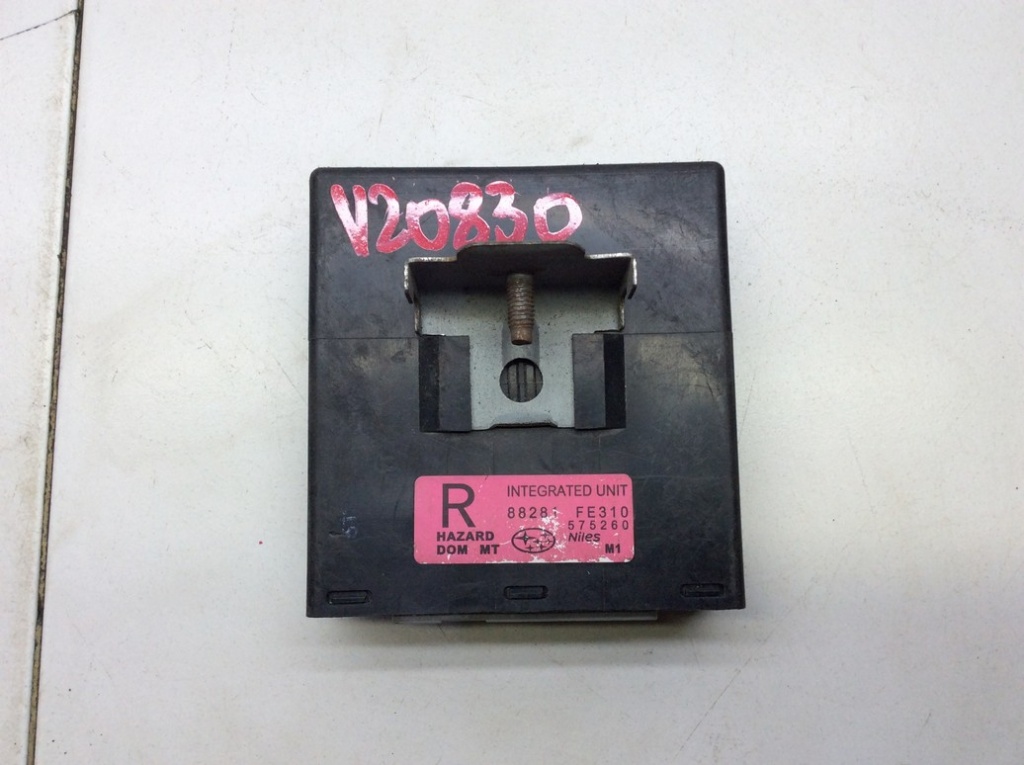 V20830
R INTEGRATED UNIT
88281 FE310
575260
HAZARD Niles
DOM MT M1